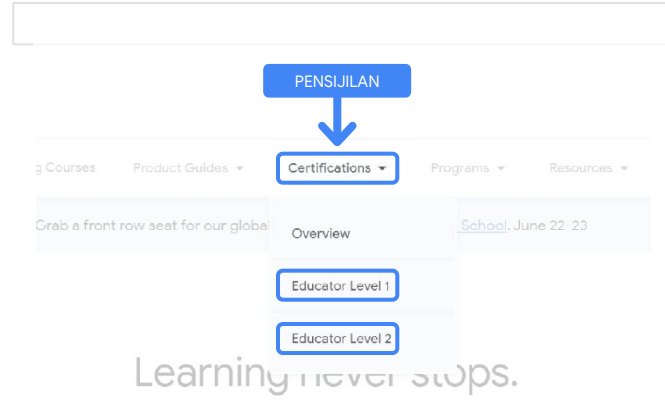 PENSIJILAN
g Courses Product Guides Certifications Programs Resources
Grab a front row seat for our global School. June 22-23
Overview
Educator Level 1
Educator Level 2
Learning never stops.